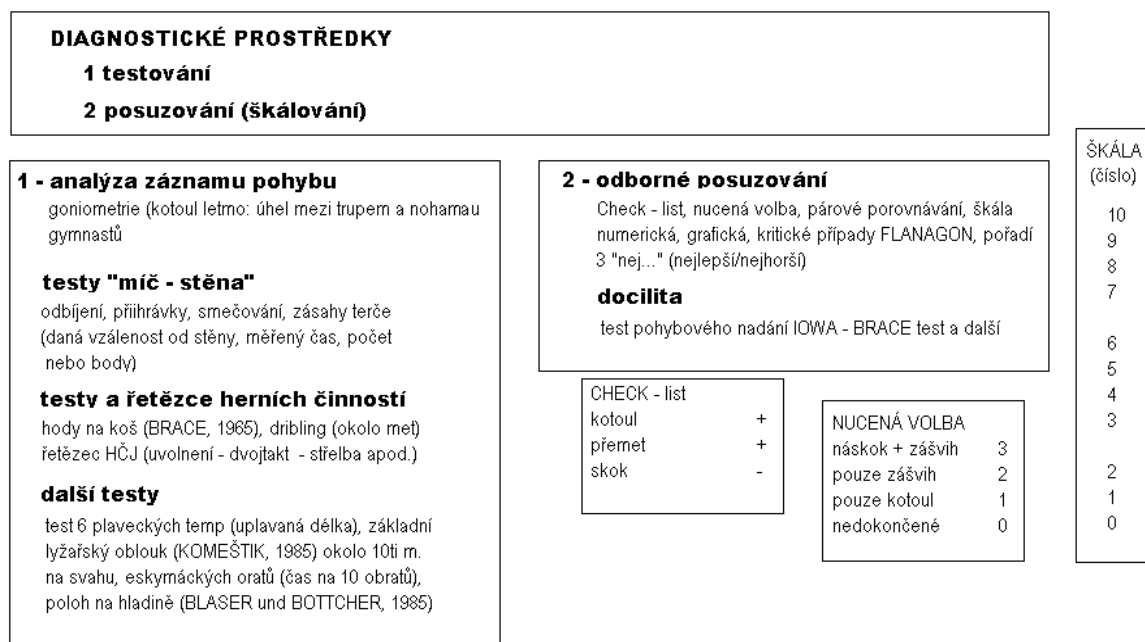 DIAGNOSTICKÉ PROSTŘEDKY
1 testování
2 posuzování (škálování)
1 - analýza záznamu pohybu
goniometrie (kotoul letmo: úhel mezi trupem a nohamau
gymnastů
testy "míč - stěna"
odbíjení, přiihrávky, smečování, zásahy terče
(daná vzálenost od stěny, měřený čas, počet
nebo body)
testy a řetězce herních činností
hody na koš (BRACE, 1965), dribling (okolo met)
řetězec HČJ (uvolnení - dvojtakt - střelba apod.)
další testy
test 6 plaveckých temp (uplavaná délka), základní
lyžařský oblouk (KOMEŠTIK, 1985) okolo 10ti m.
na svahu, eskymáckých oratů (čas na 10 obratů),
poloh na hladině (BLASER und BOTTCHER, 1985)
2 - odborné posuzování
Check - list, nucená volba, párové porovnávání, škála
numerická, grafická, kritické případy FLANAGON, pořadí
3 "nej..." (nejlepší/nejhorší)
docilita
test pohybového nadání IOWA - BRACE test a další
CHECK - list
kotoul +
přemet +
skok -
NUCENÁ VOLBA
náskok + zášvih 3
pouze zášvih 2
pouze kotoul 1
nedokončené 0
ŠKÁLA
(číslo)
10
9
8
7
6
5
4
3
2
1
0